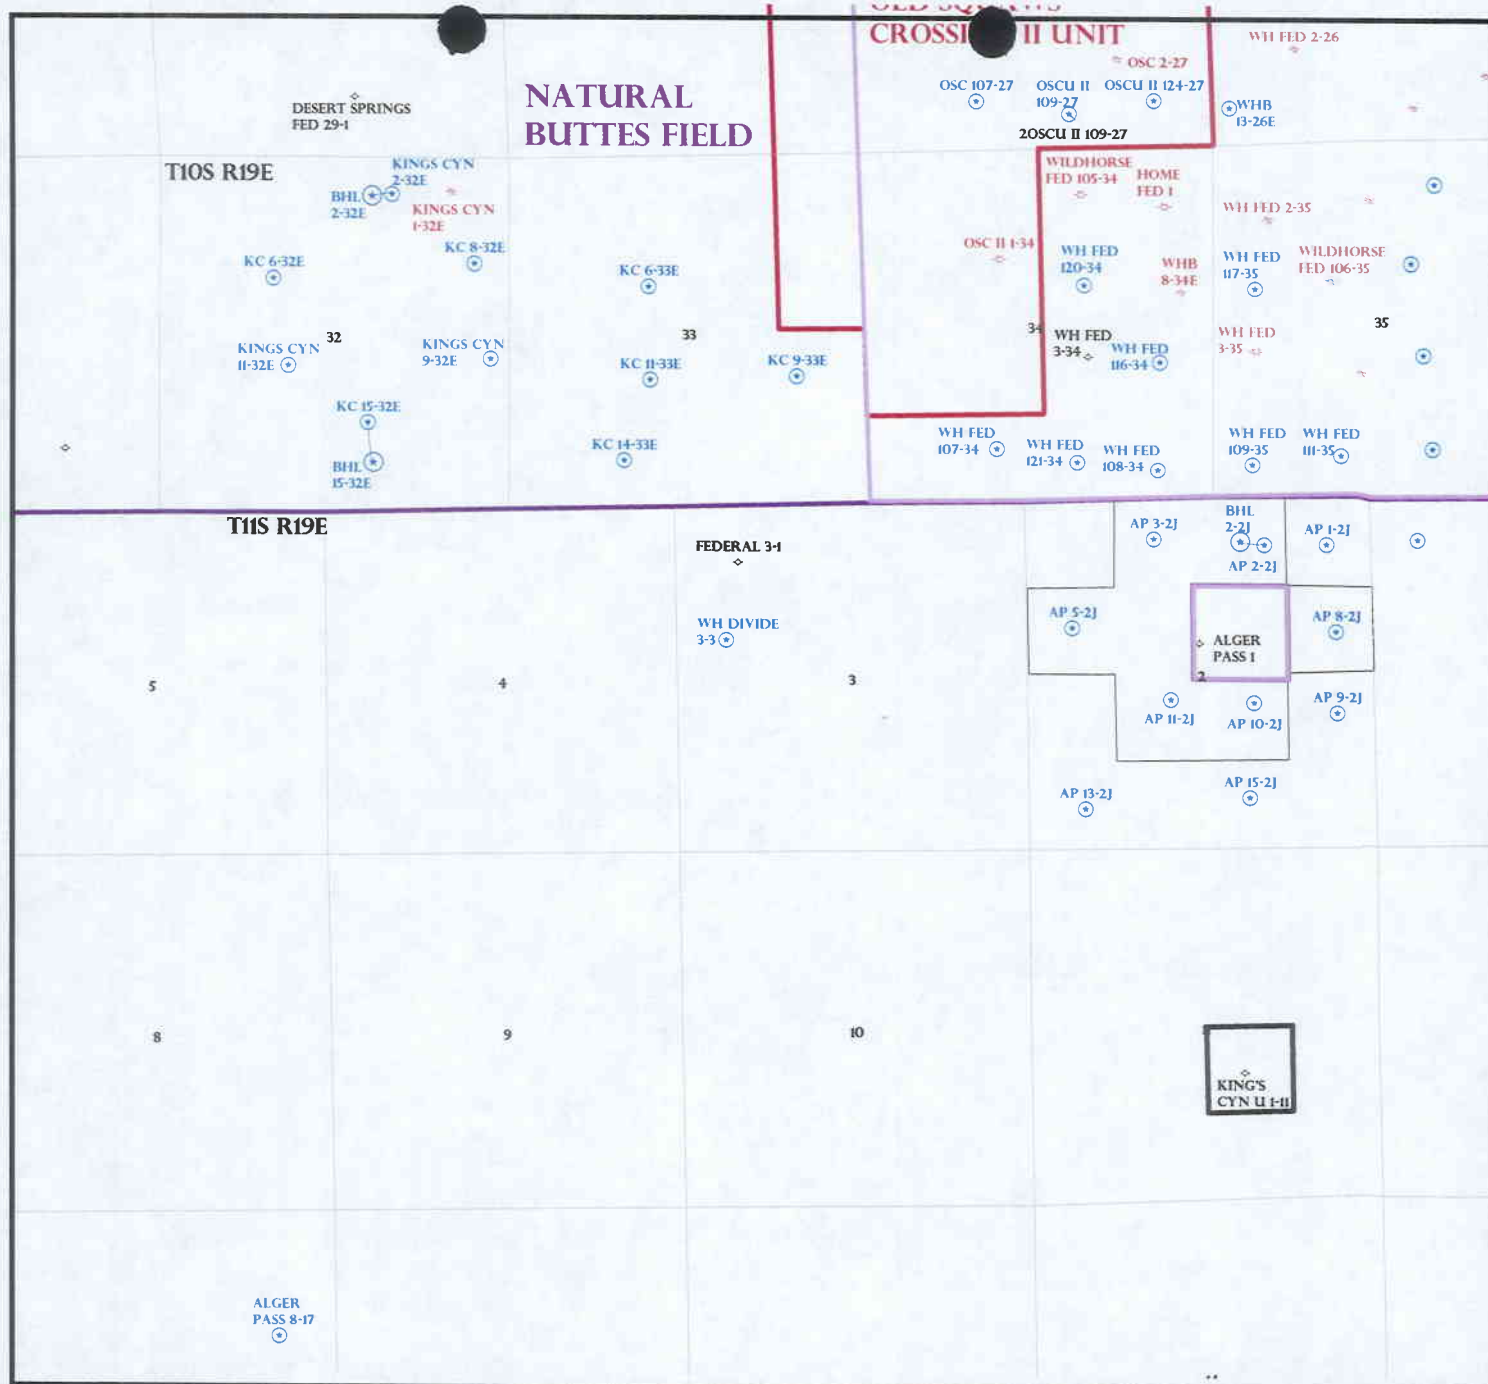 OLD SQUAWS
CROSSING II UNIT
WH FED 2-26
OSC 2-27
NATURAL
BUTTES FIELD
DESERT SPRINGS
FED 29-1
OSC 107-27
OSCU II
109-27
OSCU II 124-27
WHB
13-26E
2OSCU II 109-27
T10S R19E
KINGS CYN
2-32E
BHL
2-32E
KINGS CYN
1-32E
WILDHORSE
FED 105-34
HOME
FED 1
WH FED 2-35
KC 6-32E
KC 8-32E
KC 6-33E
OSC II 1-34
WH FED
120-34
WHB
8-34E
WH FED
117-35
WILDHORSE
FED 106-35
32
33
34
35
KINGS CYN
11-32E
KINGS CYN
9-32E
KC 11-33E
KC 9-33E
WH FED
3-34
WH FED
116-34
WH FED
3-35
KC 15-32E
BHL
15-32E
KC 14-33E
WH FED
107-34
WH FED
121-34
WH FED
108-34
WH FED
109-35
WH FED
111-35
T11S R19E
FEDERAL 3-1
AP 3-2J
BHL
2-2J
AP 2-2J
AP 1-2J
WH DIVIDE
3-3
AP 5-2J
ALGER
PASS 1
AP 8-2J
5
4
3
2
AP 11-2J
AP 10-2J
AP 9-2J
AP 13-2J
AP 15-2J
8
9
10
KING'S
CYN U 1-11
ALGER
PASS 8-17